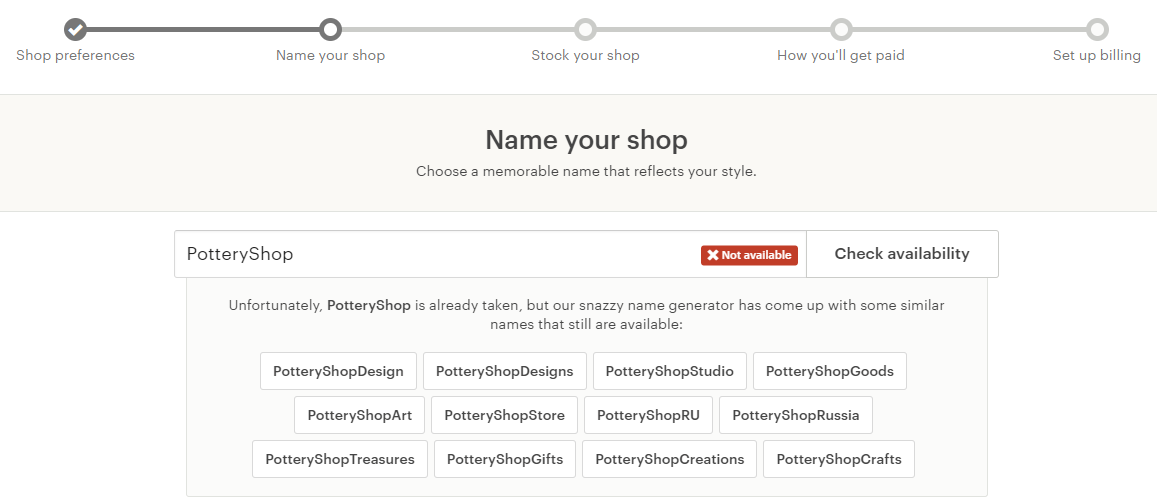 Shop preferences Name your shop Stock your shop How you'll get paid Set up billing
Name your shop
Choose a memorable name that reflects your style.
PotteryShop Not available Check availability
Unfortunately, PotteryShop is already taken, but our snazzy name generator has come up with some similar
names that still are available:
PotteryShopDesign PotteryShopDesigns PotteryShopStudio PotteryShopGoods
PotteryShopArt PotteryShopStore PotteryShopRU PotteryShopRussia
PotteryShopTreasures PotteryShopGifts PotteryShopCreations PotteryShopCrafts